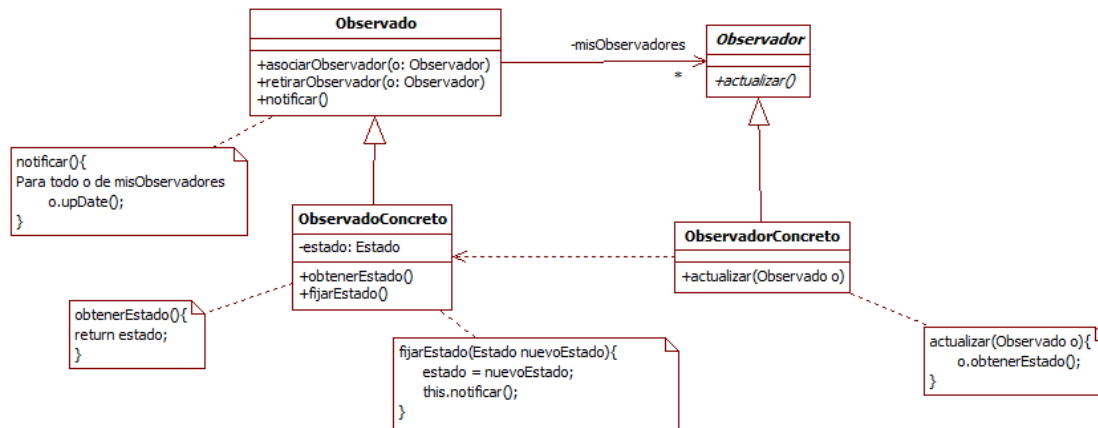 Observado
+asociarObservador(o: Observador)
+retirarObservador(o: Observador)
+notificar()
-misObservadores
*
Observador
+actualizar()
notificar(){
Para todo o de misObservadores
o.upDate();
}
ObservadoConcreto
-estado: Estado
+obtenerEstado()
+fijarEstado()
ObservadorConcreto
+actualizar(Observado o)
obtenerEstado(){
return estado;
}
fijarEstado(Estado nuevoEstado){
estado = nuevoEstado;
this.notificar();
}
actualizar(Observado o){
o.obtenerEstado();
}